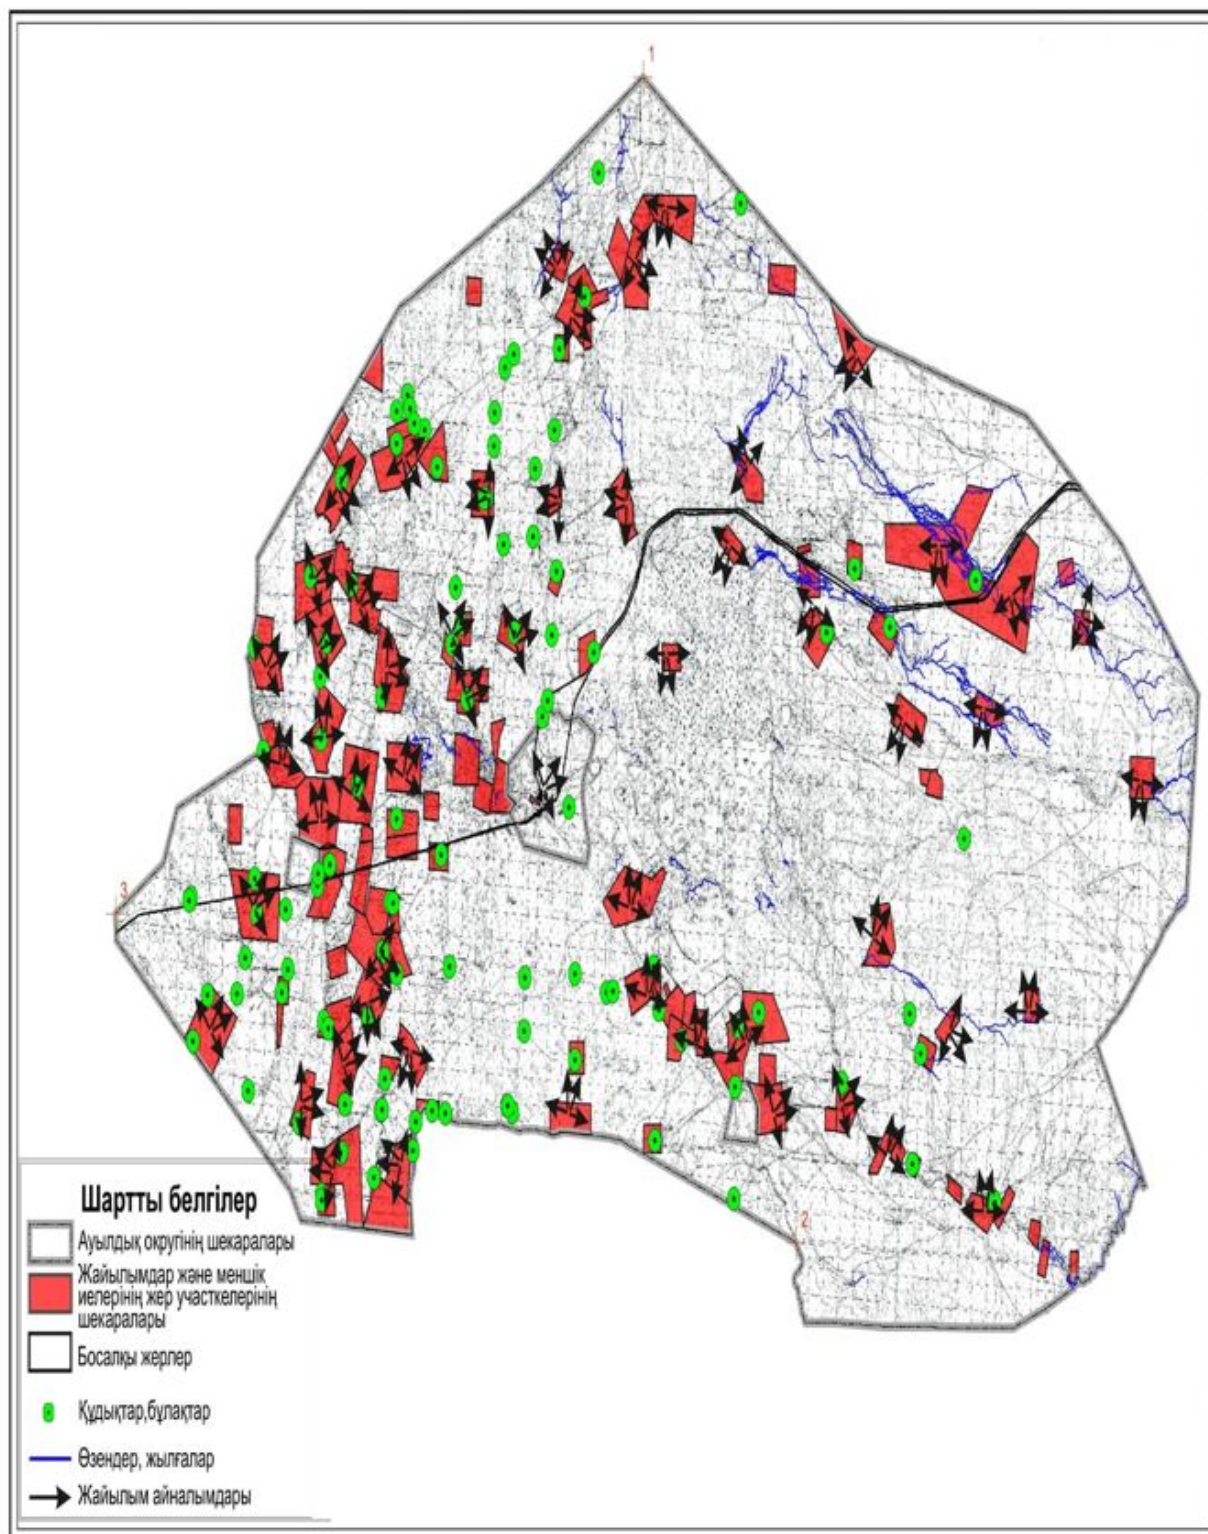 1
3
2
Шартты белгілер
Ауылдық округінің шекаралары
Жайылымдар және меншік
иелерінің жер участкелерінің
шекаралары
Босалқы жерлер
Құдықтар,бұлақтар
Өзендер, жылғалар
Жайылым айналымдары